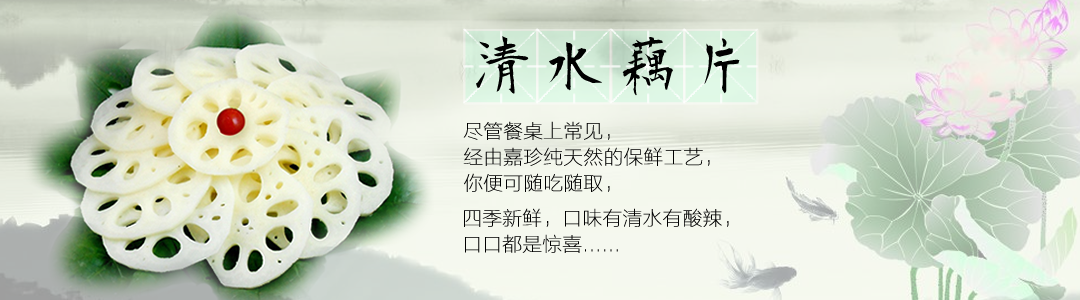 清水藕片
尽管餐桌上常见，
经由嘉珍纯天然的保鲜工艺，
你便可随吃随取，
四季新鲜，口味有清水有酸辣，
口口都是惊喜……